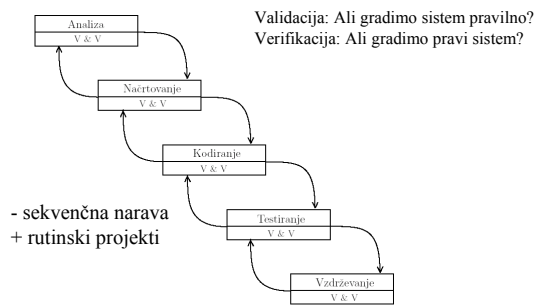 Validacija: Ali gradimo sistem pravilno?
Verifikacija: Ali gradimo pravi sistem?
Analiza
V & V
Načrtovanje
V & V
Kodiranje
V & V
Testiranje
V & V
Vzdrževanje
V & V
- sekvenčna narava
+ rutinski projekti